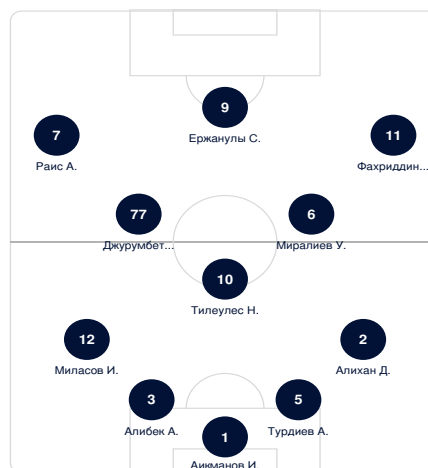 9
Ержанулы С.
7
Раис А.
11
Фахриддин...
77
Джурумбет...
6
Миралиев У.
10
Тилеулес Н.
12
Миласов И.
2
Алихан Д.
3
Алибек А.
5
Турдиев А.
1
Аикманов И.